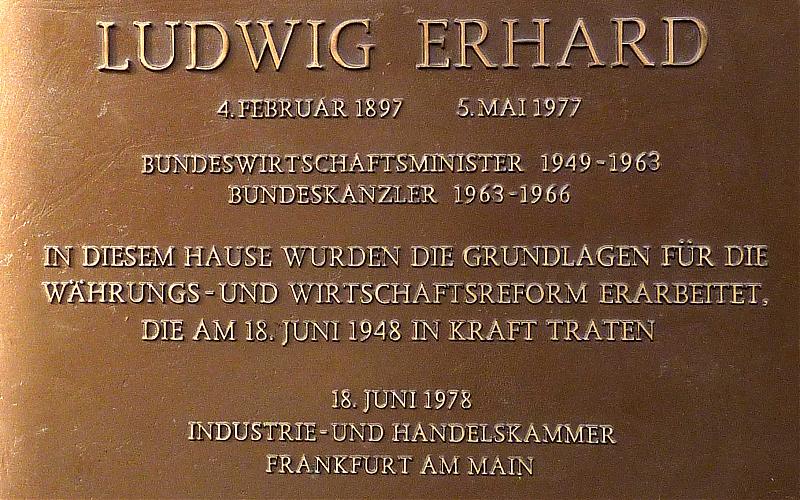 LUDWIG ERHARD
4. FEBRUAR 1897 5. MAI 1977
BUNDESWIRTSCHAFTSMINISTER 1949-1963
BUNDESKANZLER 1963-1966
IN DIESEM HAUSE WURDEN DIE GRUNDLAGEN FÜR DIE
WÄHRUNGS-UND WIRTSCHAFTSREFORM ERARBEITET,
DIE AM 18. JUNI 1948 IN KRAFT TRATEN
18. JUNI 1978
INDUSTRIE-UND HANDELSKAMMER
FRANKFURT AM MAIN